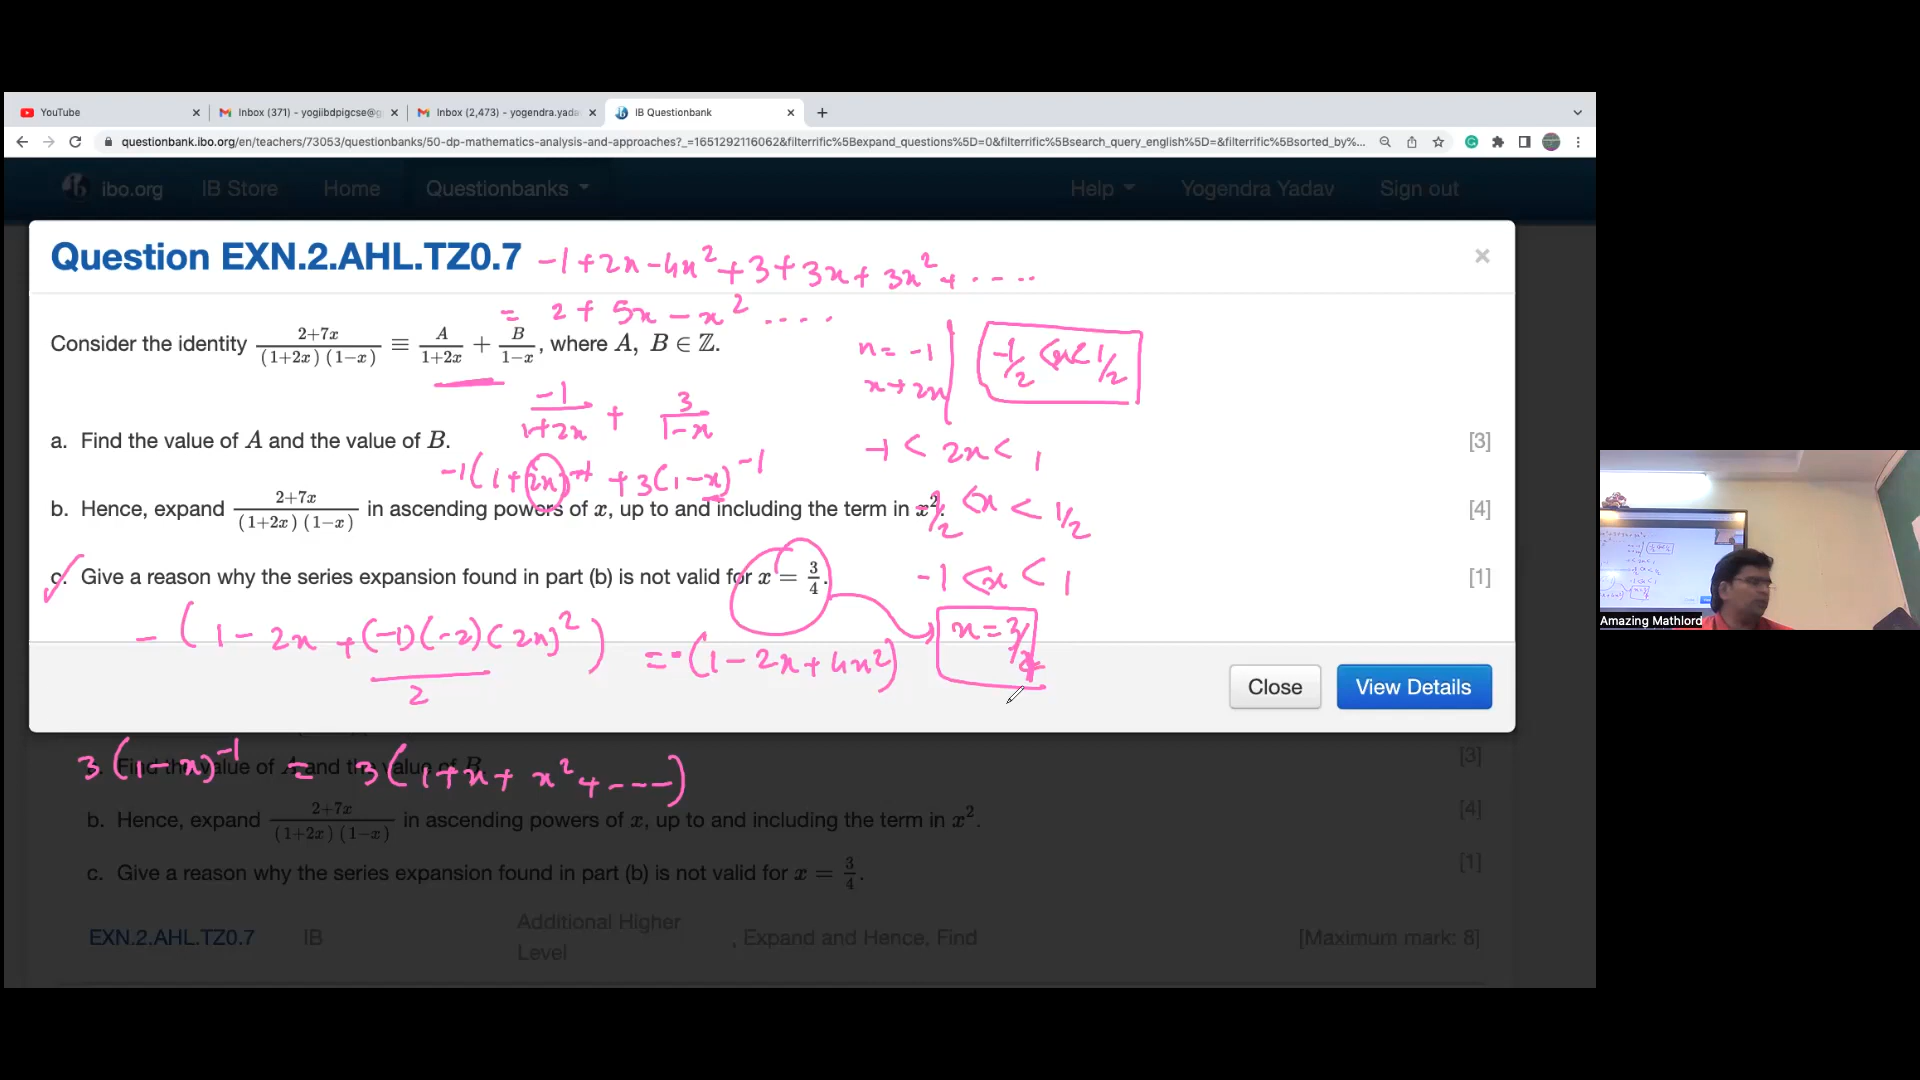 YouTube
Inbox (371) - yogiibdpigcse@g
Inbox (2,473) - yogendra.yada
IB Questionbank
questionbank.ibo.org/en/teachers/73053/questionbanks/50-dp-mathematics-analysis-and-approaches?_=1651292116062&filterrific%5Bexpand_questions%5D=0&filterrific%5Bsearch_query_english%5D=&filterrific%5Bsorted_by%...
ibo.org IB Store Home Questionbanks Help Yogendra Yadav Sign out
Question EXN.2.AHL.TZ0.7
-1+2x-4x²+3+3x+3x²+....
= 2+5x-x²....
Consider the identity (2+7x)/((1+2x)(1−x)) ≡ A/(1+2x) + B/(1−x), where A, B ∈ ℤ.
n=-1
x→2x
-1/2<x<1/2
-1/(1+2x) + 3/(1-x)
a. Find the value of A and the value of B. [3]
-1<2x<1
-1(1+2x)⁻¹+3(1-x)⁻¹
b. Hence, expand (2+7x)/((1+2x)(1−x)) in ascending powers of x, up to and including the term in x². [4]
-1/2<x<1/2
c. Give a reason why the series expansion found in part (b) is not valid for x = 3/4. [1]
-1<x<1
-(1-2x+(-1)(-2)(2x)²/2) = -(1-2x+4x²)
x=3/4
Close View Details
3(1-x)⁻¹ = 3(1+x+x²+----)
Find the value of A and the value of B. [3]
b. Hence, expand (2+7x)/((1+2x)(1−x)) in ascending powers of x, up to and including the term in x². [4]
c. Give a reason why the series expansion found in part (b) is not valid for x = 3/4. [1]
EXN.2.AHL.TZ0.7 IB Additional Higher Level , Expand and Hence, Find [Maximum mark: 8]
Amazing Mathlord